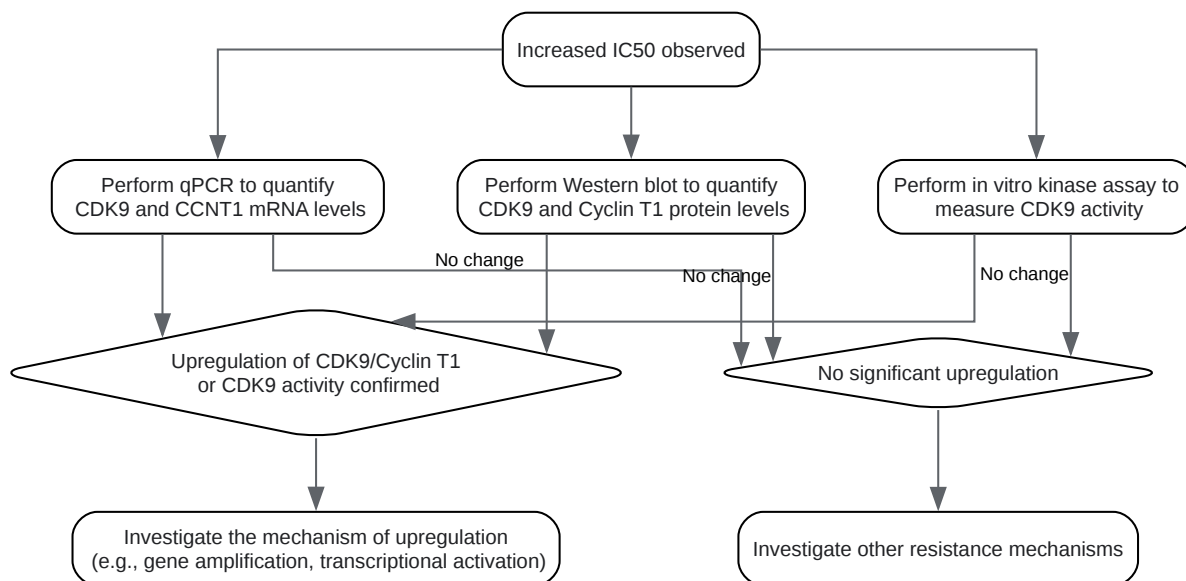 Increased IC50 observed
Perform qPCR to quantify
CDK9 and CCNT1 mRNA levels
Perform Western blot to quantify
CDK9 and Cyclin T1 protein levels
Perform in vitro kinase assay to
measure CDK9 activity
No change
No change
No change
Upregulation of CDK9/Cyclin T1
or CDK9 activity confirmed
No significant upregulation
Investigate the mechanism of upregulation
(e.g., gene amplification, transcriptional activation)
Investigate other resistance mechanisms